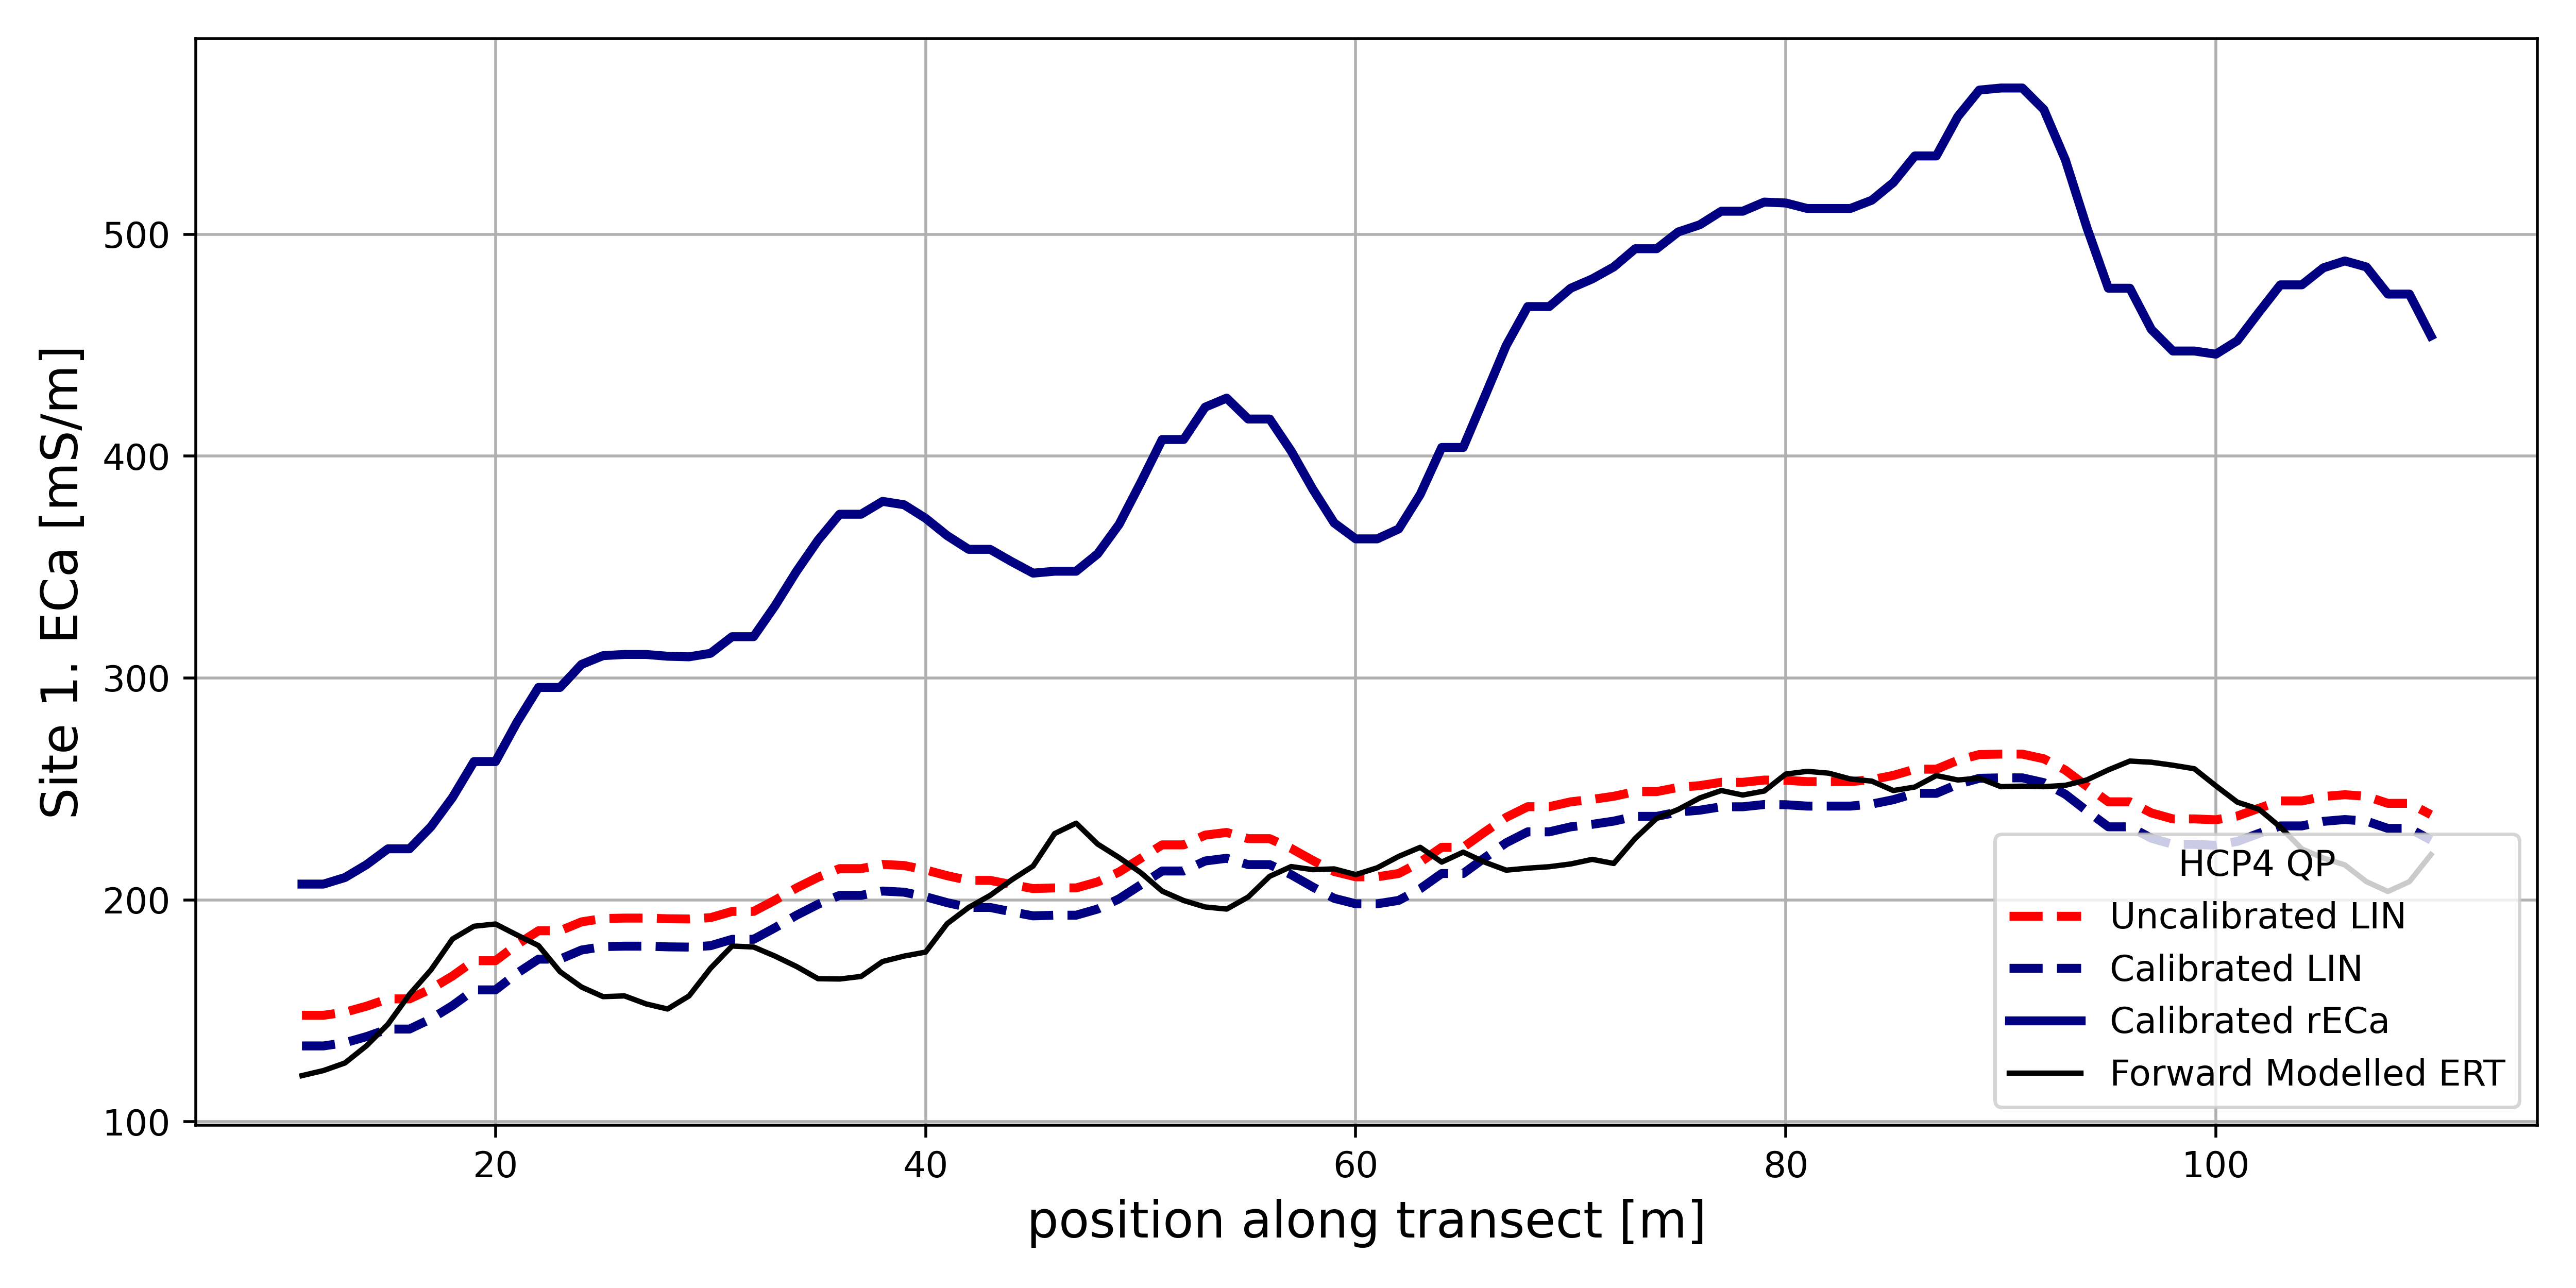 Site 1. ECa [mS/m]
500
400
300
200
100
20
40
60
80
100
position along transect [m]
HCP4 QP
Uncalibrated LIN
Calibrated LIN
Calibrated rECa
Forward Modelled ERT